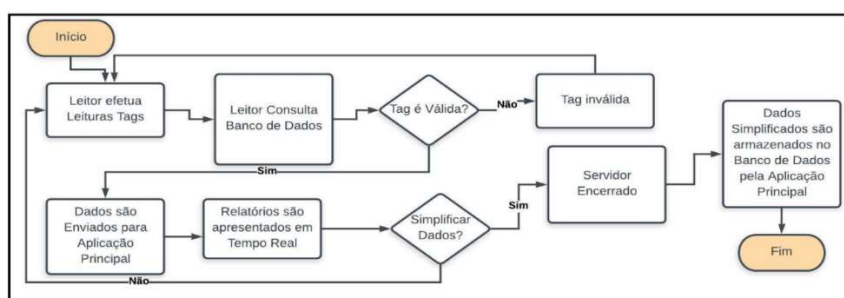 Início
Leitor efetua
Leituras Tags
Leitor Consulta
Banco de Dados
Tag é Válida?
Não
Tag inválida
Sim
Dados são
Enviados para
Aplicação
Principal
Relatórios são
apresentados em
Tempo Real
Simplificar
Dados?
Não
Sim
Servidor
Encerrado
Dados
Simplificados são
armazenados no
Banco de Dados
pela Aplicação
Principal
Fim